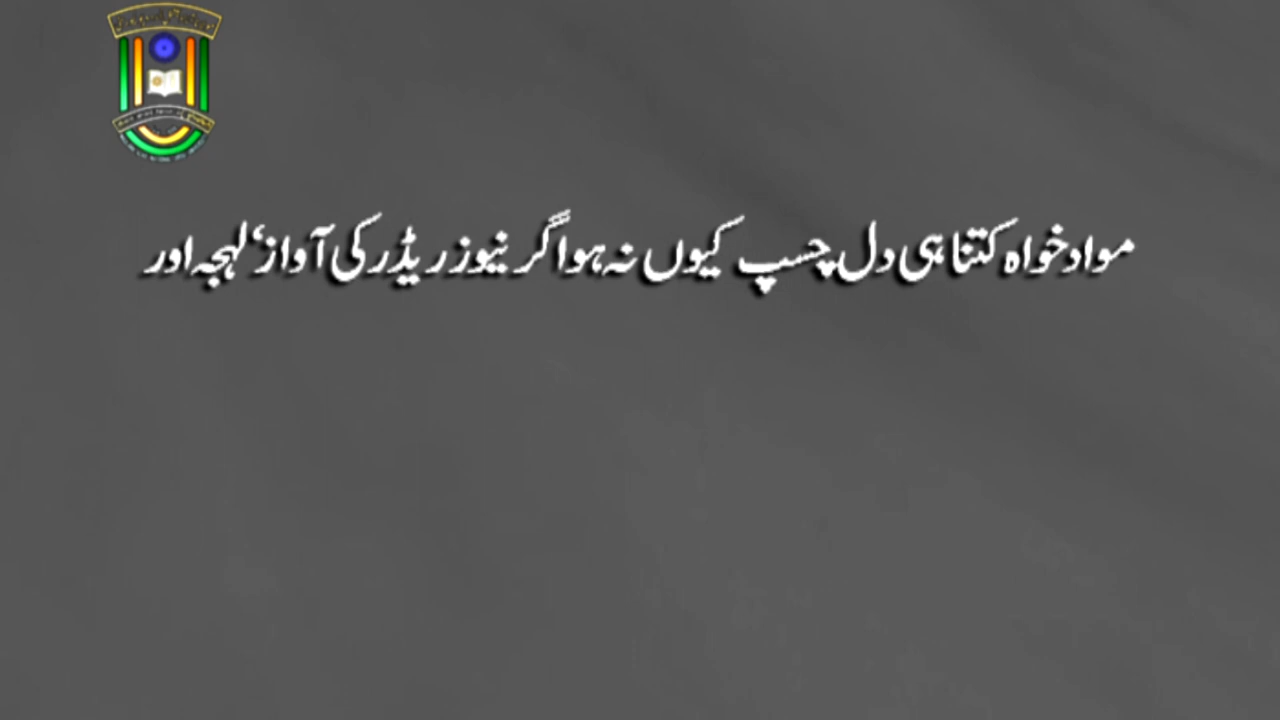 مواد خواہ کتنا ہی دل چسپ کیوں نہ ہو اگر نیوز ریڈر کی آواز‘ لہجہ اور